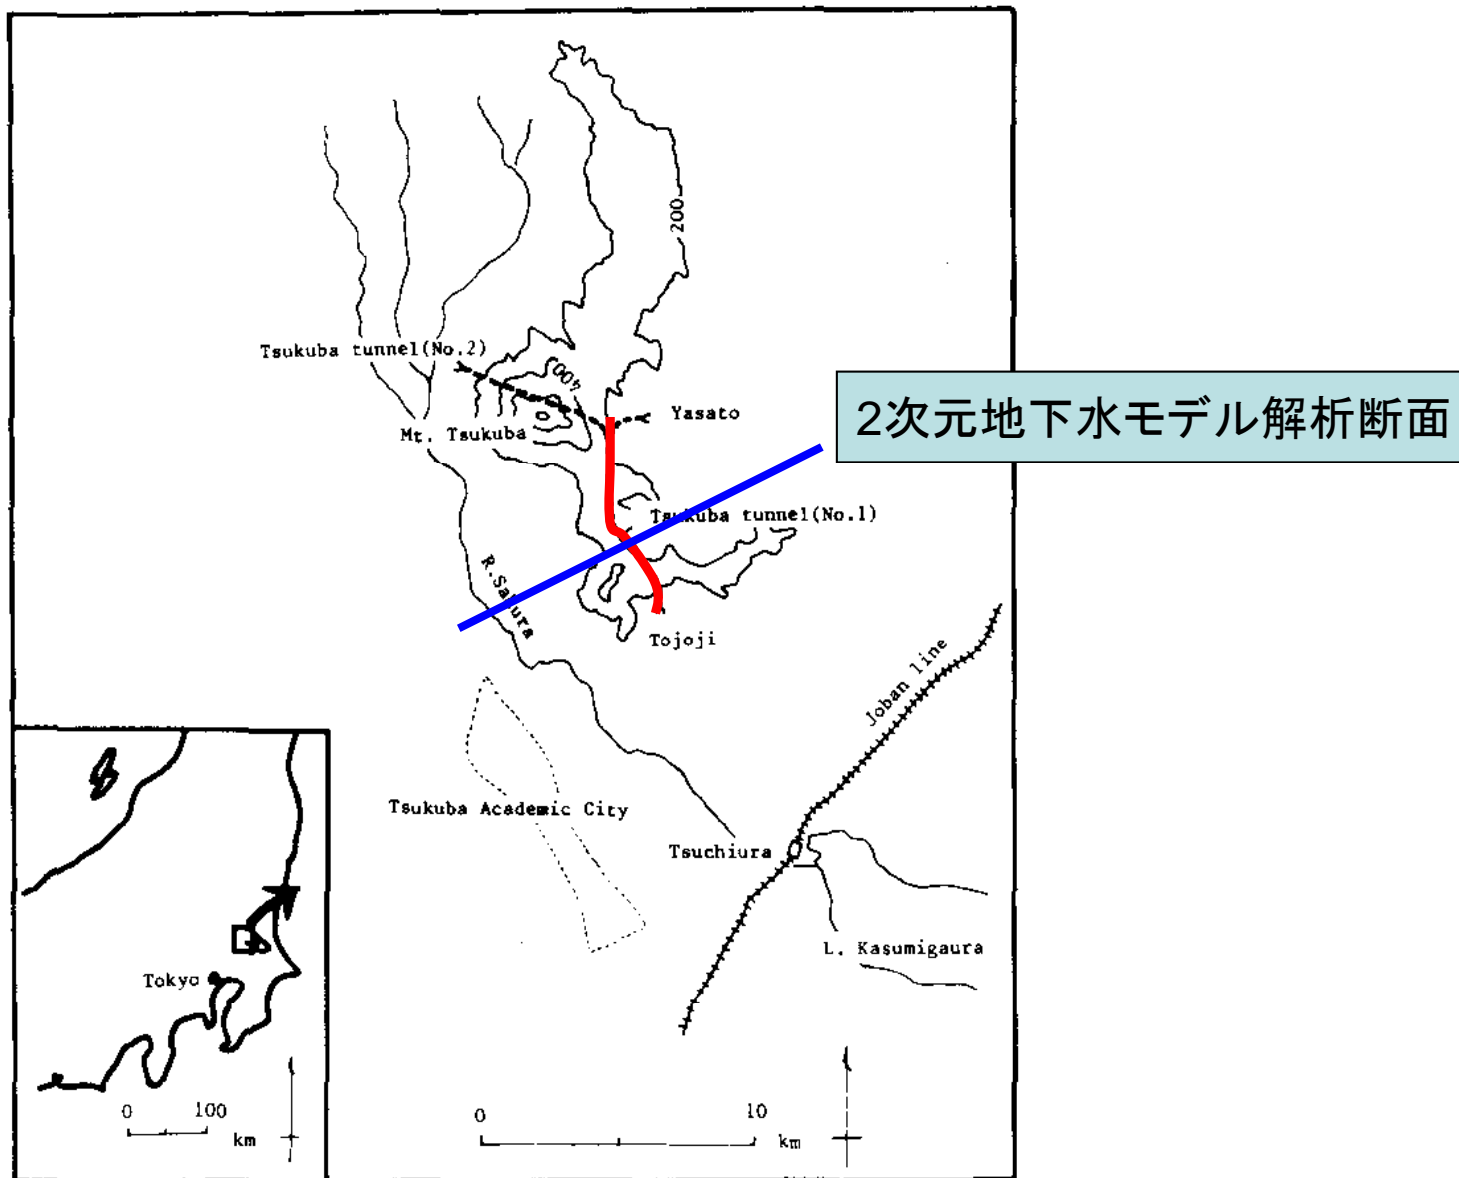 200
Tsukuba tunnel(No.2)
400
Yasato
2次元地下水モデル解析断面
Mt. Tsukuba
Tsukuba tunnel(No.1)
R.Sakura
Tojoji
Joban line
Tsukuba Academic City
Tsuchiura
L. Kasumigaura
Tokyo
0 100
km
0 10
km